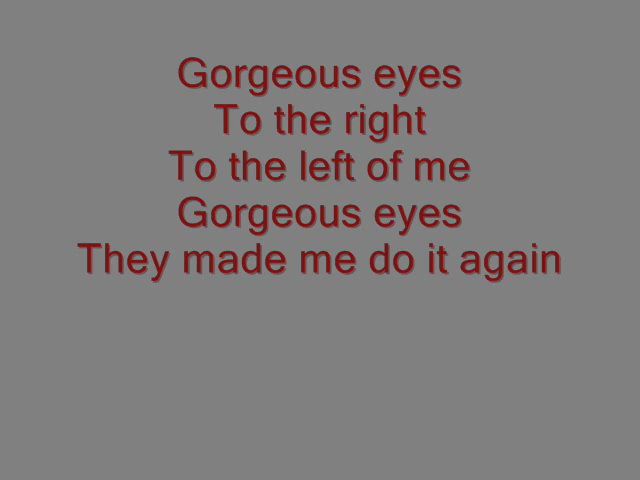 Gorgeous eyes
To the right
To the left of me
Gorgeous eyes
They made me do it again